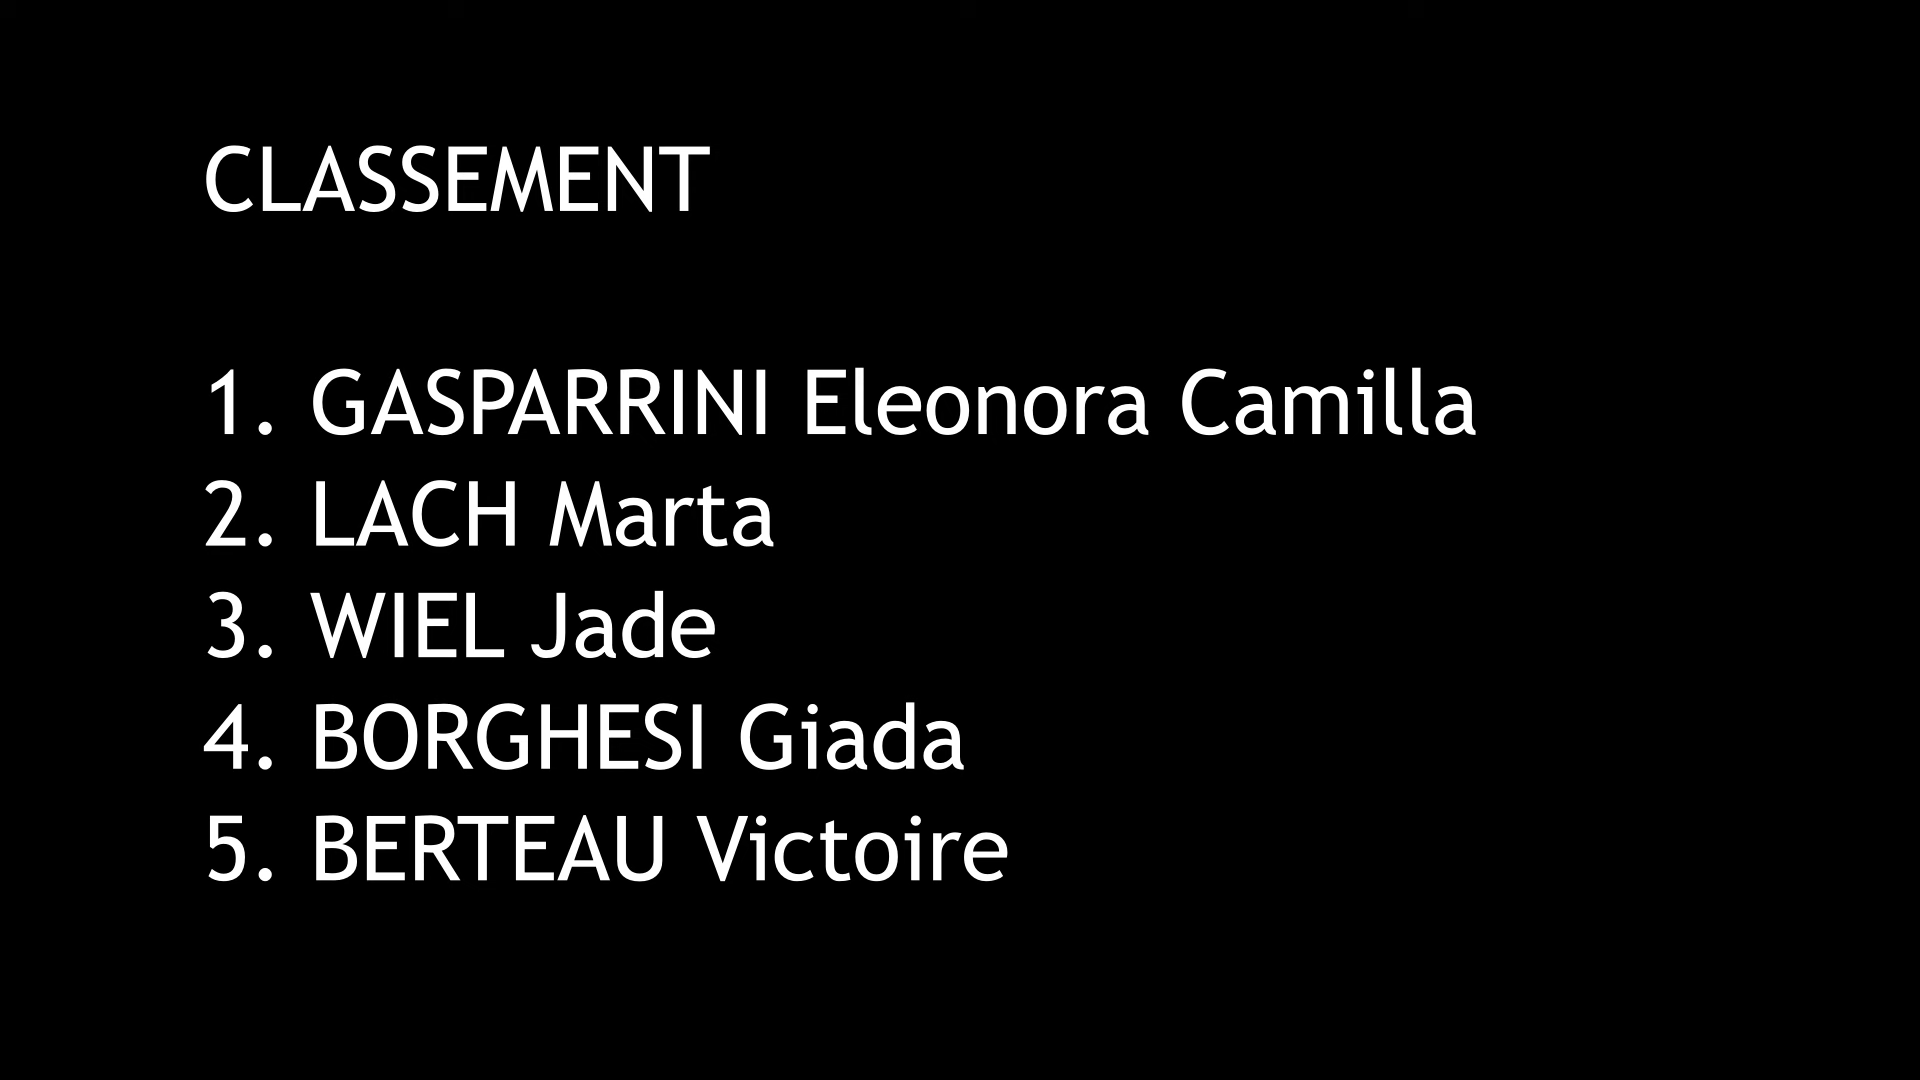 CLASSEMENT
1. GASPARRINI Eleonora Camilla
2. LACH Marta
3. WIEL Jade
4. BORGHESI Giada
5. BERTEAU Victoire